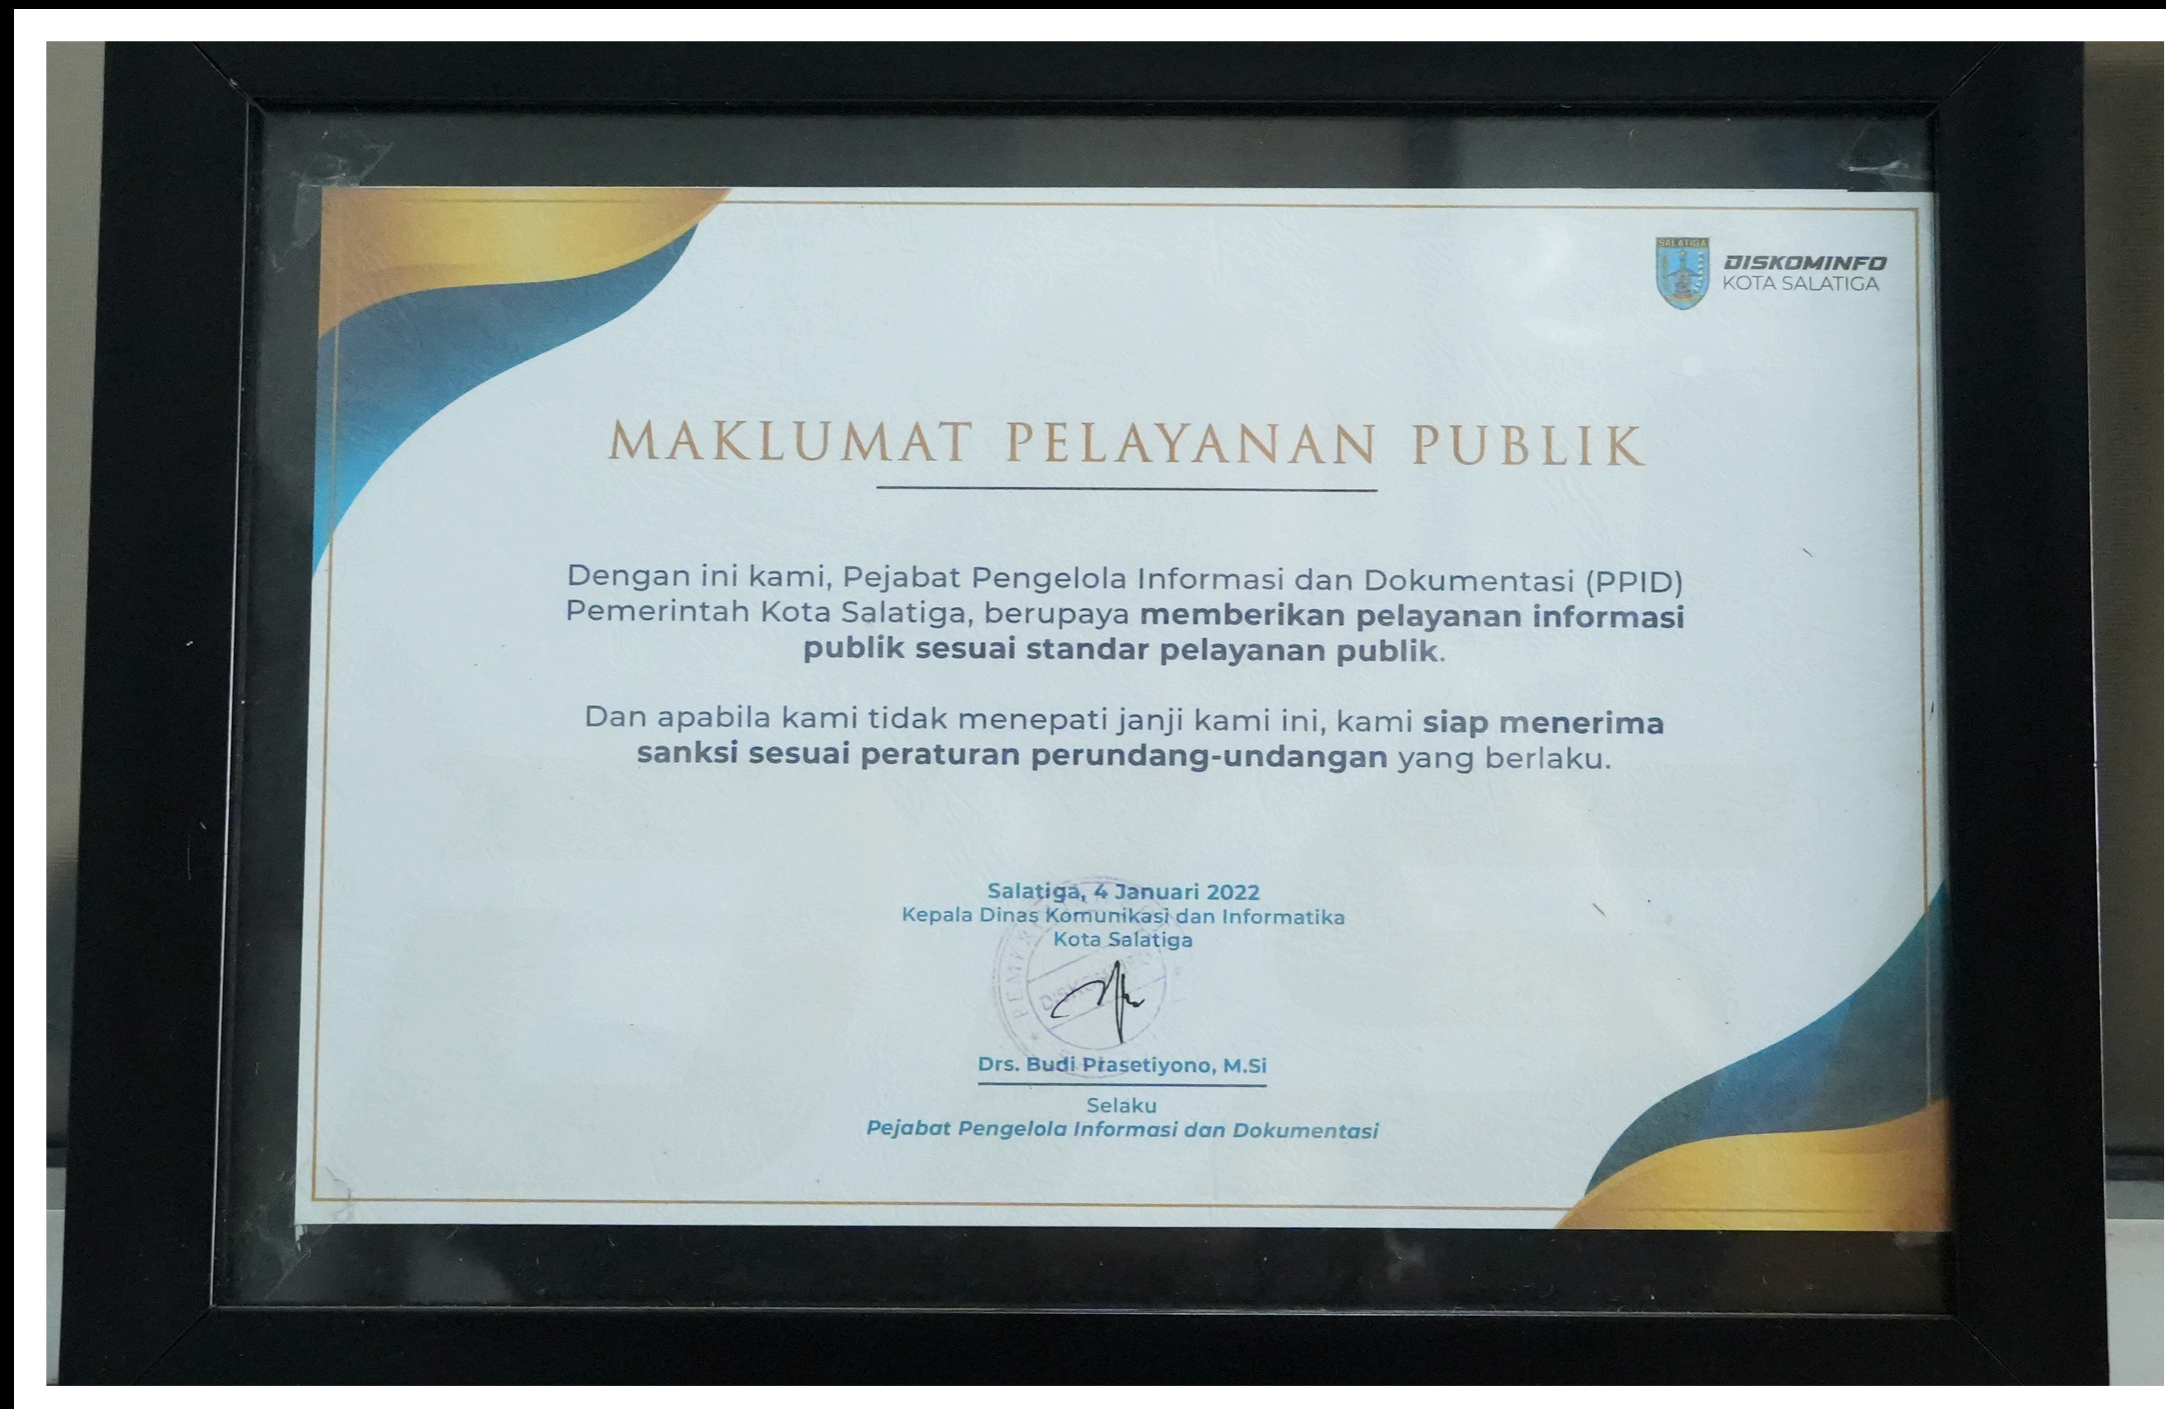 SALATIGA
DISKOMINFO
KOTA SALATIGA
MAKLUMAT PELAYANAN PUBLIK
Dengan ini kami, Pejabat Pengelola Informasi dan Dokumentasi (PPID)
Pemerintah Kota Salatiga, berupaya memberikan pelayanan informasi
publik sesuai standar pelayanan publik.
Dan apabila kami tidak menepati janji kami ini, kami siap menerima
sanksi sesuai peraturan perundang-undangan yang berlaku.
Salatiga, 4 Januari 2022
Kepala Dinas Komunikasi dan Informatika
Kota Salatiga
Drs. Budi Prasetiyono, M.Si
Selaku
Pejabat Pengelola Informasi dan Dokumentasi